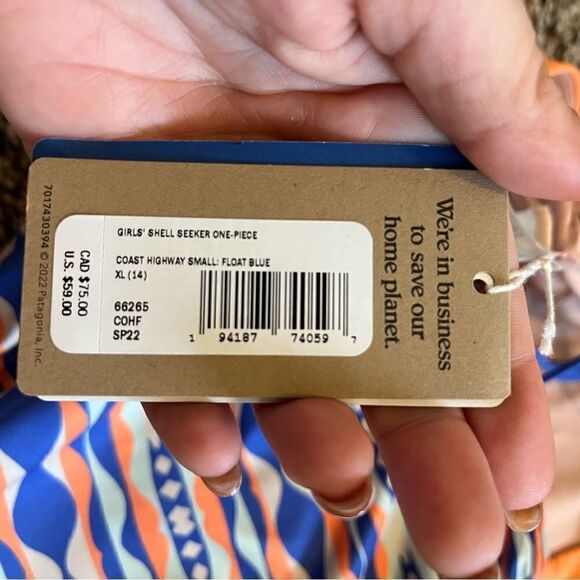 GIRLS' SHELL SEEKER ONE-PIECE
COAST HIGHWAY SMALL: FLOAT BLUE
XL (14)
66265
COHF
SP22
1 94187 74059 7
CAD $75.00
U.S. $59.00
7017430394 © 2022 Patagonia, Inc.
We're in business
to save our
home planet.